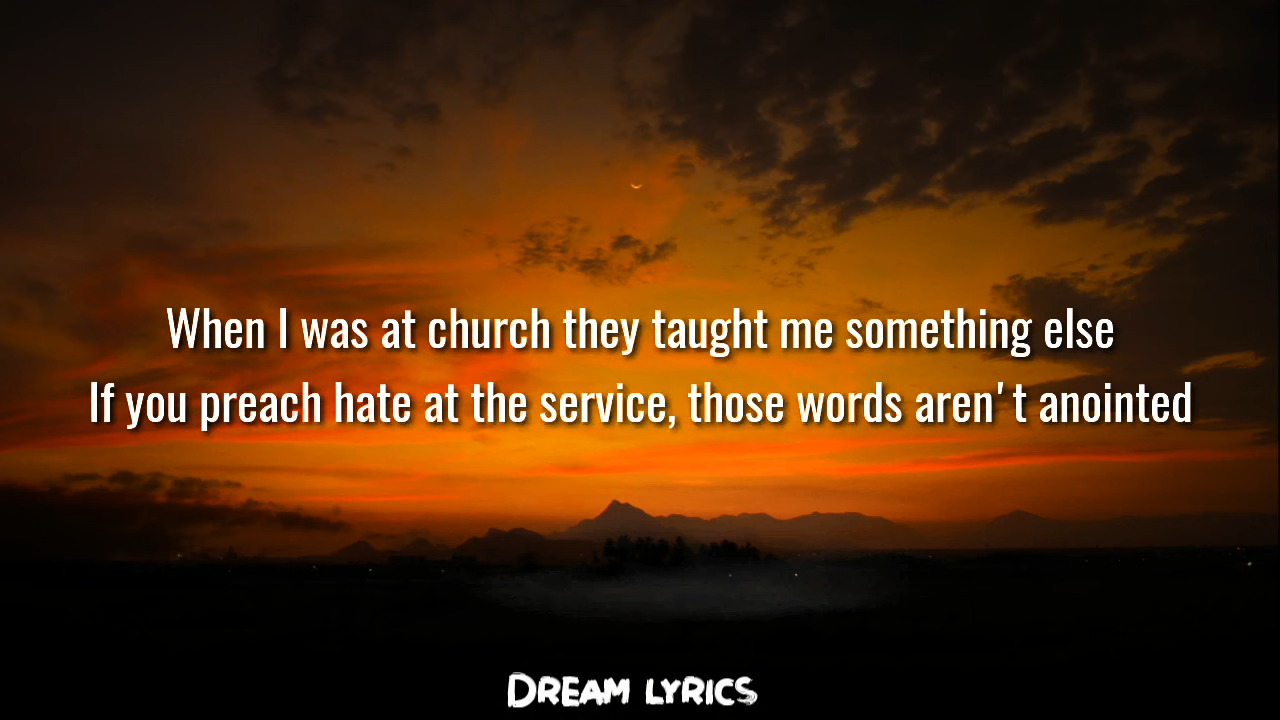 When I was at church they taught me something else
If you preach hate at the service, those words aren't anointed
DREAM LYRICS